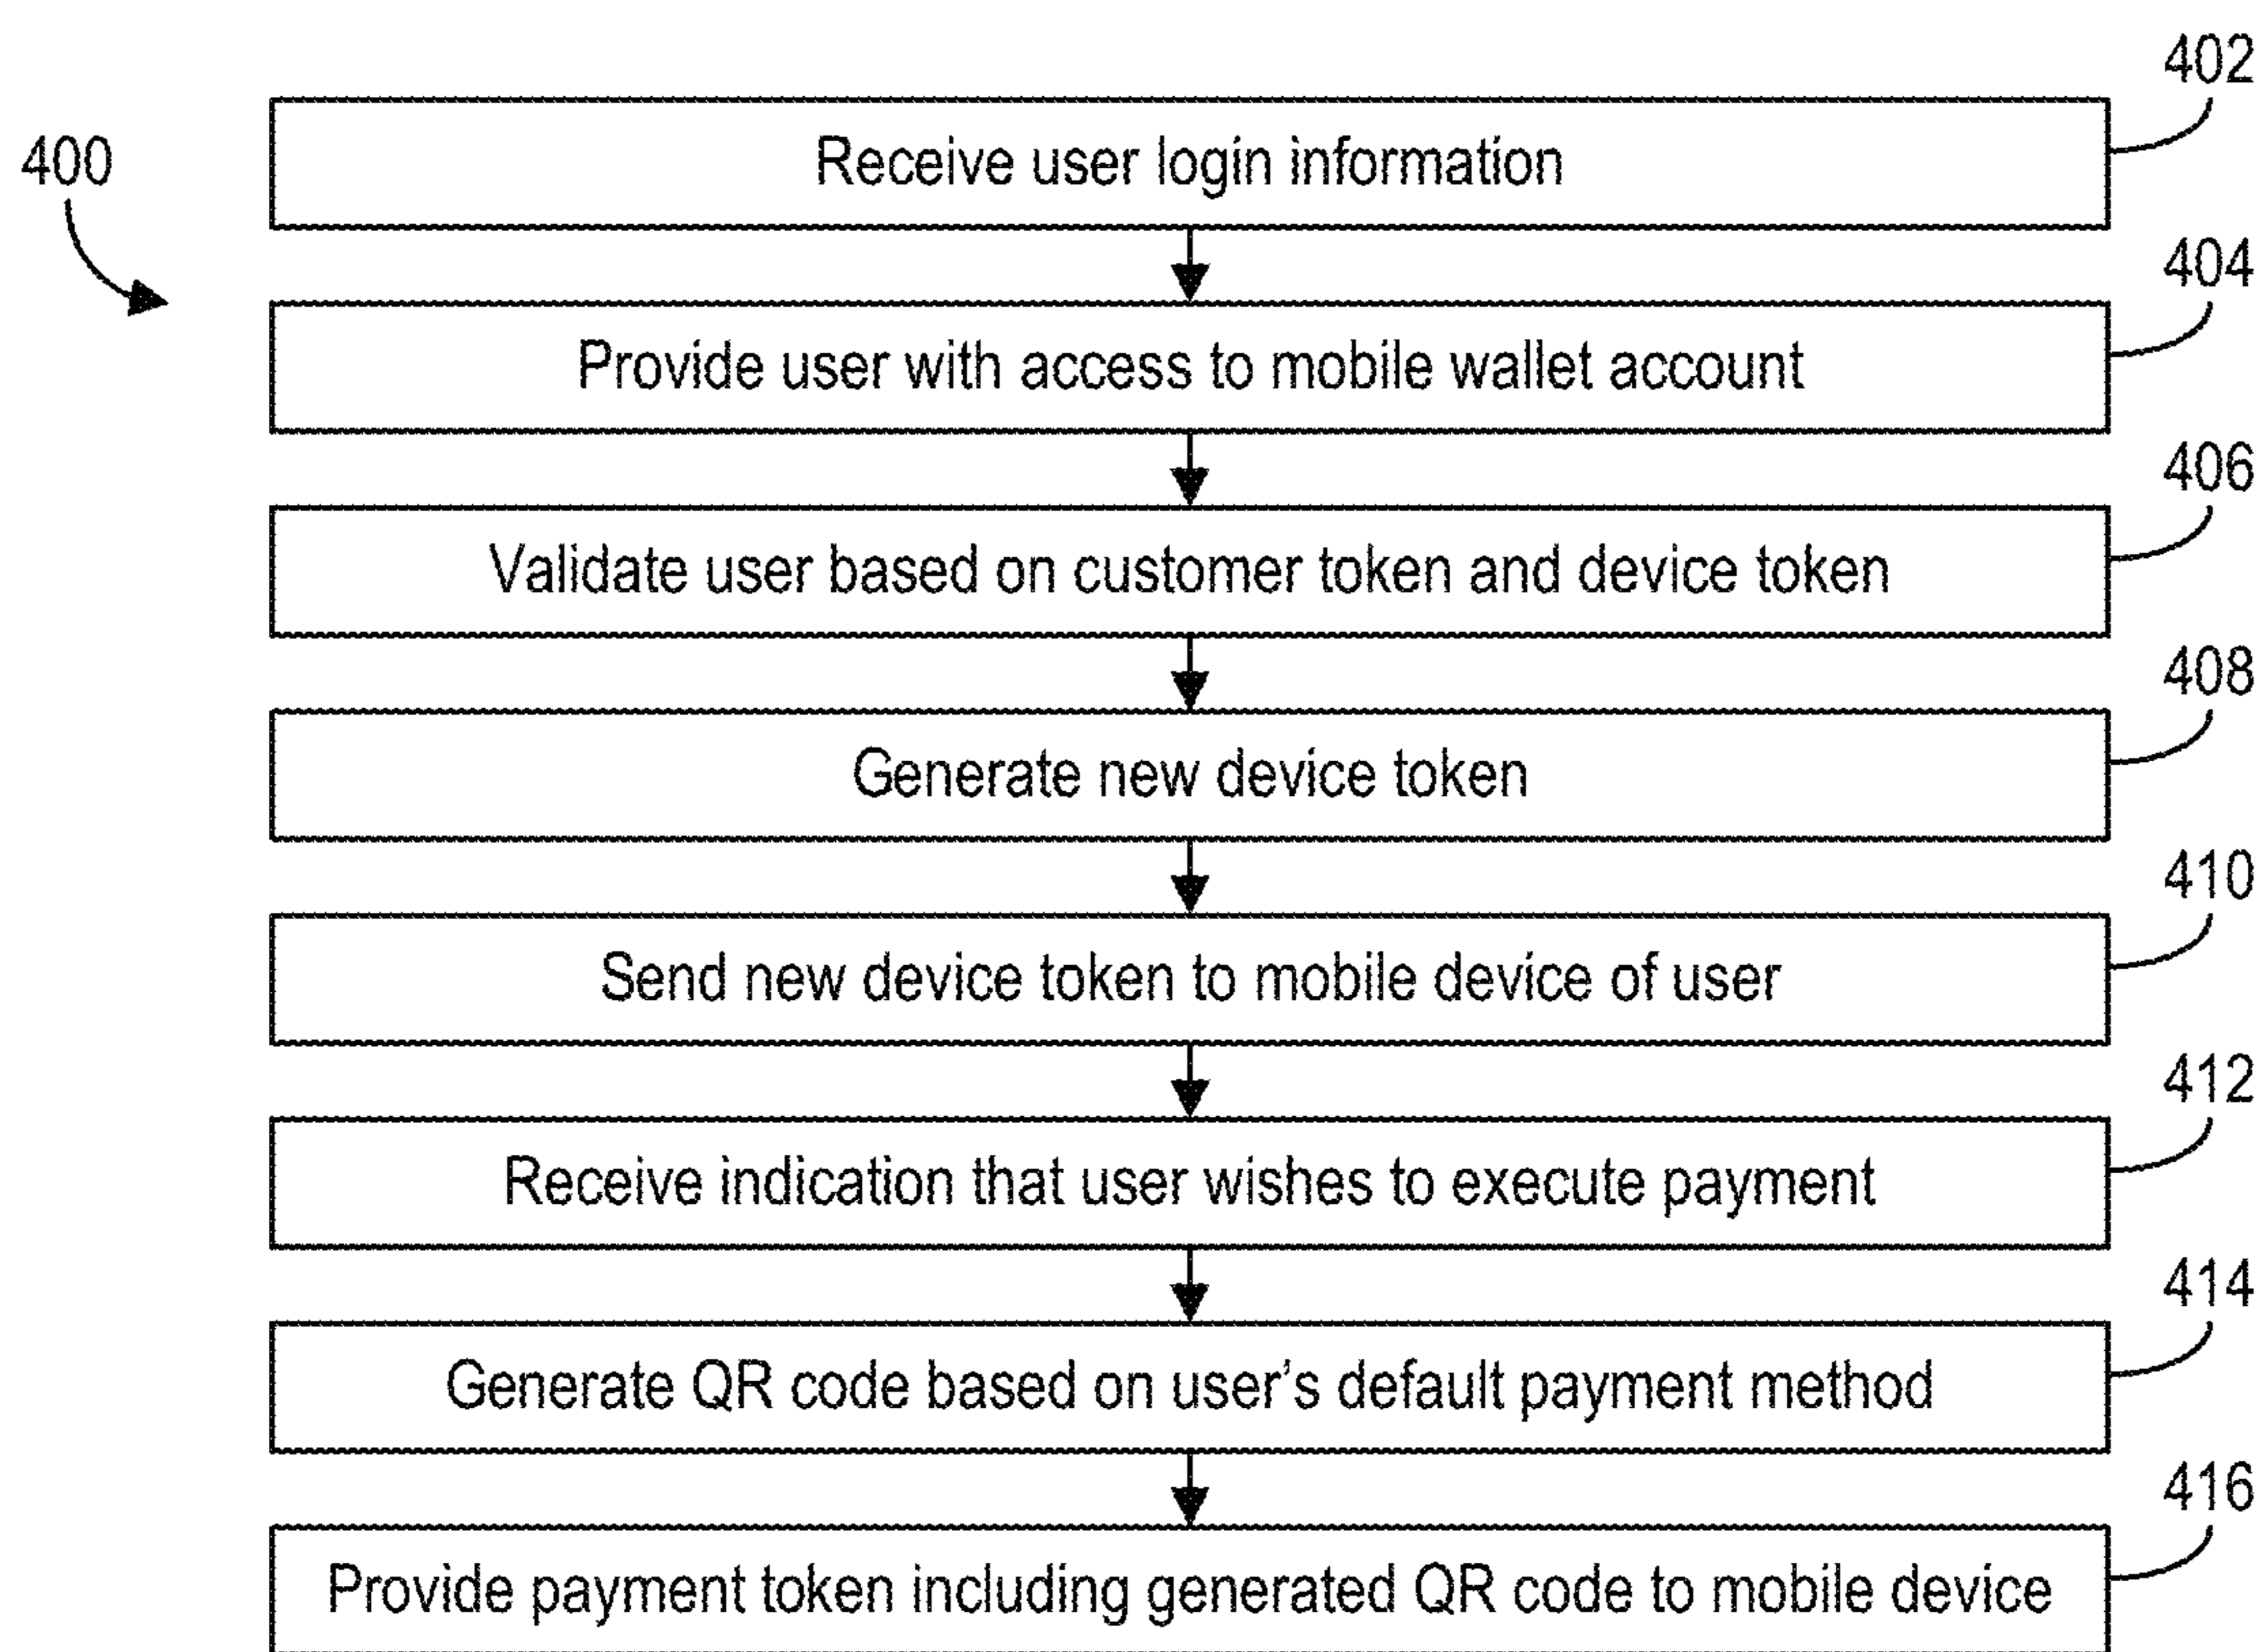 402
400
Receive user login information
404
Provide user with access to mobile wallet account
406
Validate user based on customer token and device token
408
Generate new device token
410
Send new device token to mobile device of user
412
Receive indication that user wishes to execute payment
414
Generate QR code based on user's default payment method
416
Provide payment token including generated QR code to mobile device